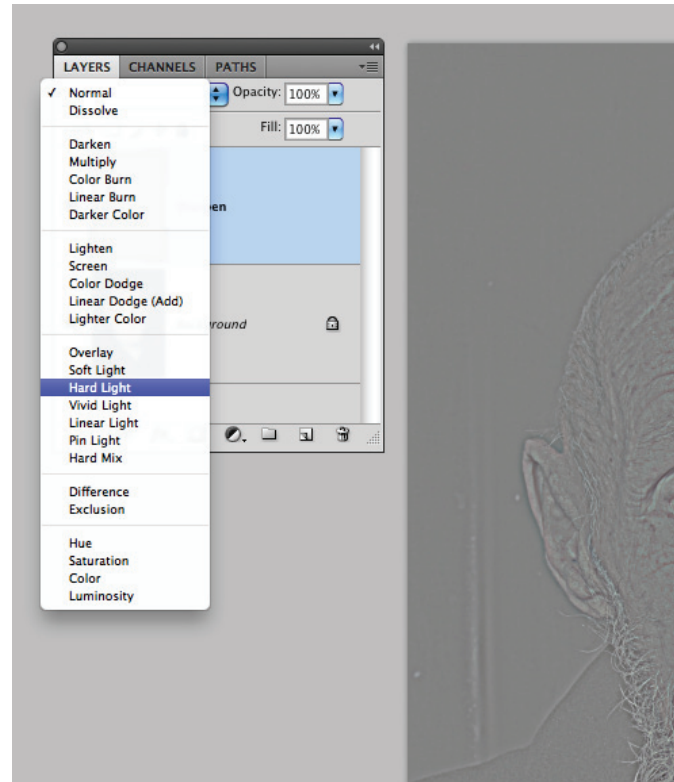 LAYERS CHANNELS PATHS
✓ Normal Opacity: 100%
Dissolve
Fill: 100%
Darken
Multiply
Color Burn
Linear Burn
Darker Color
en
Lighten
Screen
Color Dodge
Linear Dodge (Add)
Lighter Color
round
Overlay
Soft Light
Hard Light
Vivid Light
Linear Light
Pin Light
Hard Mix
Difference
Exclusion
Hue
Saturation
Color
Luminosity